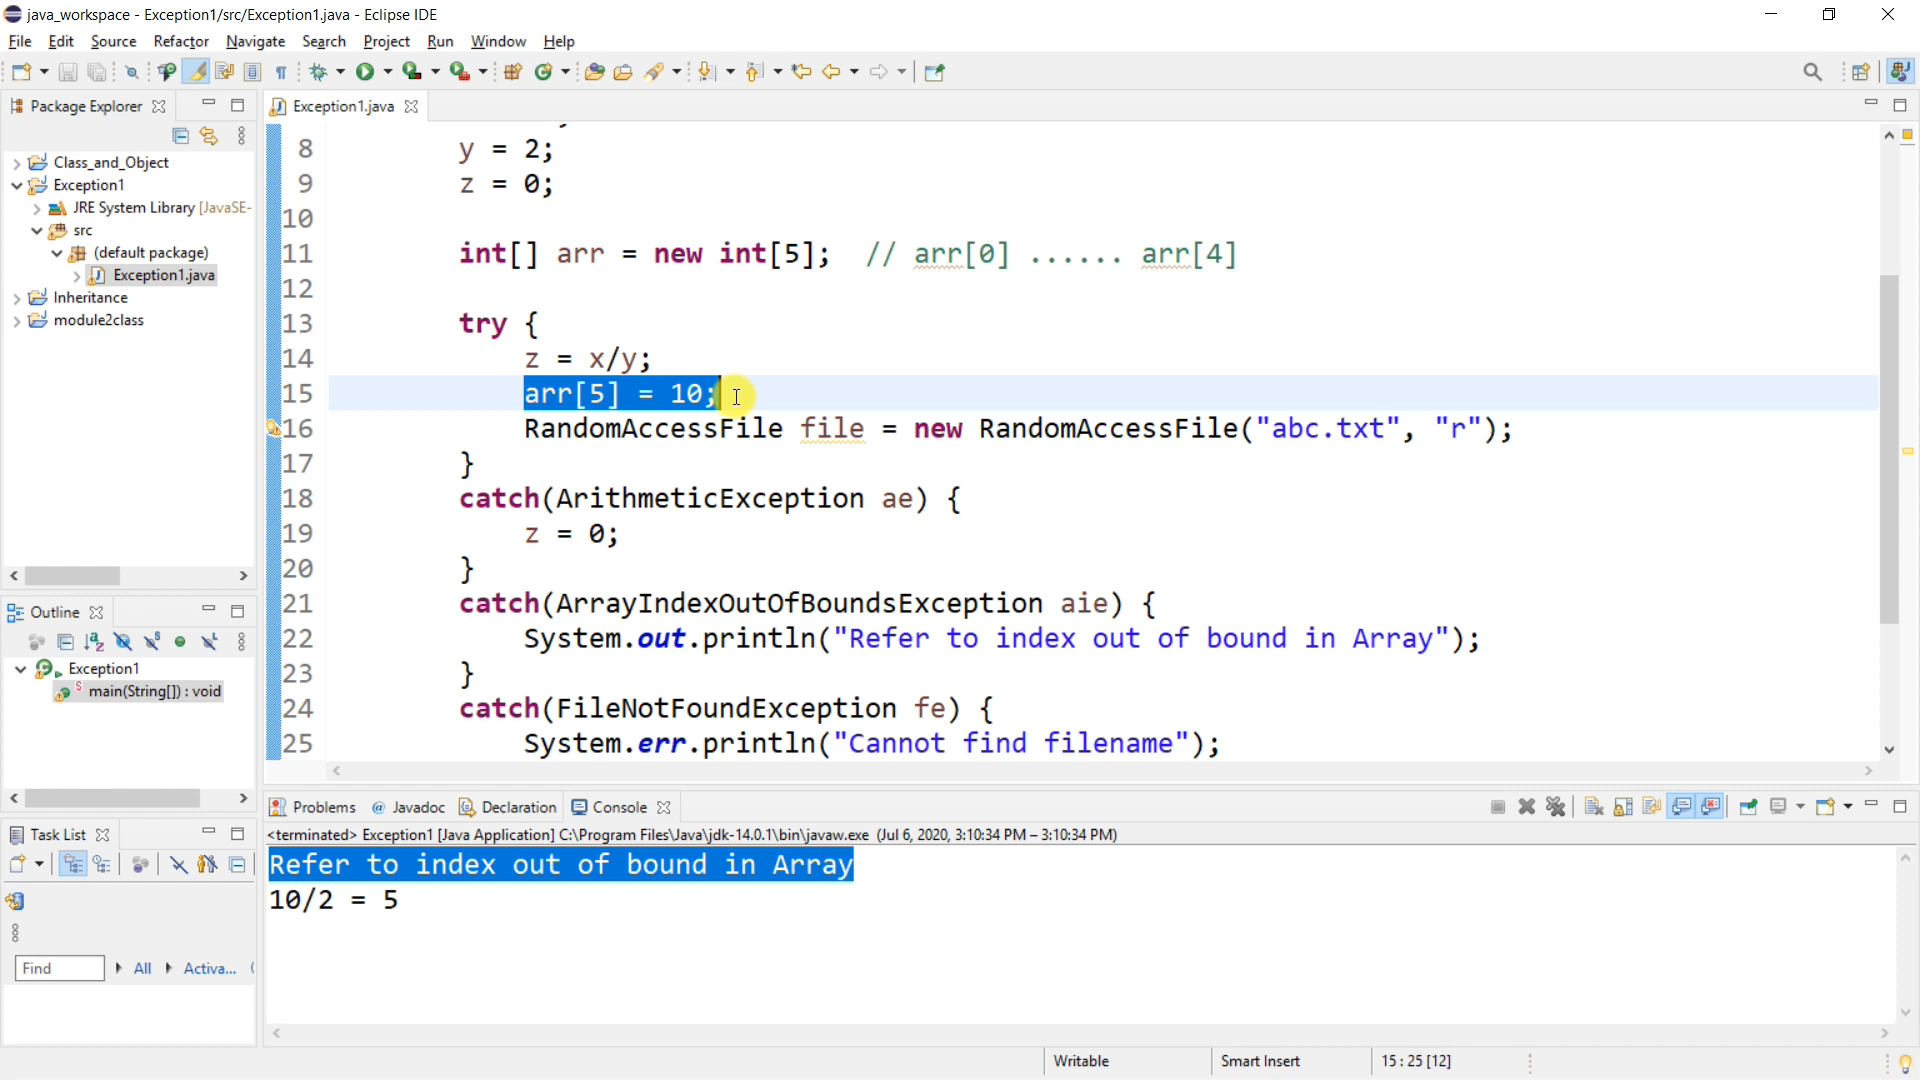 java_workspace - Exception1/src/Exception1.java - Eclipse IDE
File Edit Source Refactor Navigate Search Project Run Window Help
Package Explorer
Exception1.java
Class_and_Object
Exception1
JRE System Library [JavaSE-
src
(default package)
Exception1.java
Inheritance
module2class
8 y = 2;
9 z = 0;
10
11 int[] arr = new int[5]; // arr[0] ...... arr[4]
12
13 try {
14 z = x/y;
15 arr[5] = 10;
16 RandomAccessFile file = new RandomAccessFile("abc.txt", "r");
17 }
18 catch(ArithmeticException ae) {
19 z = 0;
20 }
21 catch(ArrayIndexOutOfBoundsException aie) {
22 System.out.println("Refer to index out of bound in Array");
23 }
24 catch(FileNotFoundException fe) {
25 System.err.println("Cannot find filename");
Outline
Exception1
main(String[]) : void
Task List
Find All Activa...
Problems @ Javadoc Declaration Console
<terminated> Exception1 [Java Application] C:\Program Files\Java\jdk-14.0.1\bin\javaw.exe (Jul 6, 2020, 3:10:34 PM – 3:10:34 PM)
Refer to index out of bound in Array
10/2 = 5
Writable Smart Insert 15 : 25 [12]